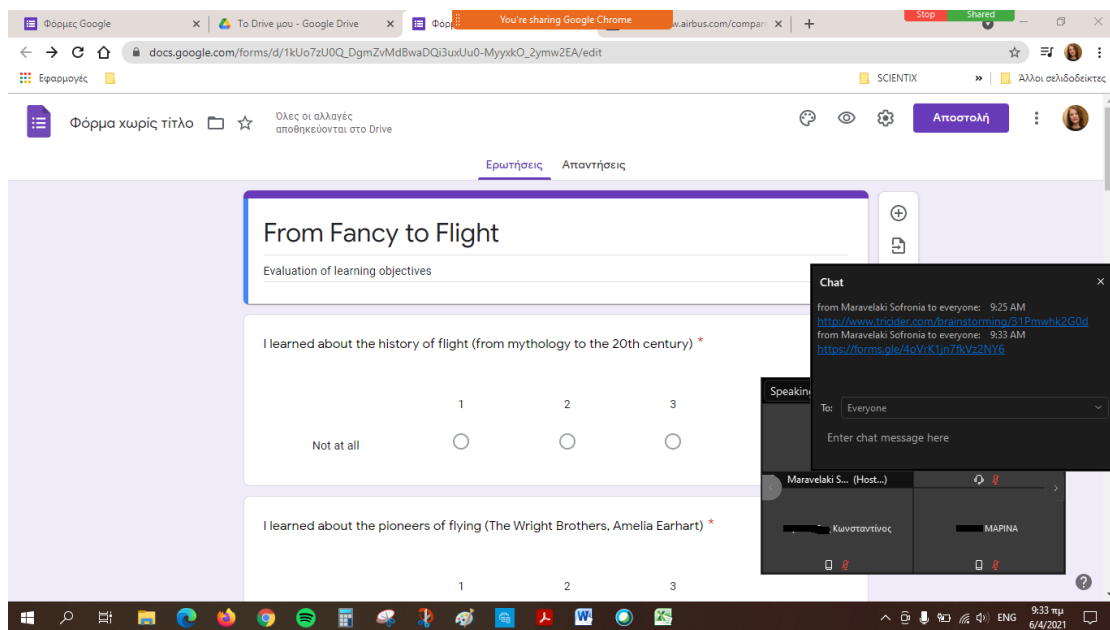 Φόρμες Google
Το Drive μου - Google Drive
Φόρμ
You're sharing Google Chrome
w.airbus.com/compan
Stop
Shared
docs.google.com/forms/d/1kUo7zU0Q_DgmZvMdBwaDQi3uxUu0-MyyxkO_2ymw2EA/edit
Εφαρμογές
SCIENTIX
»
Άλλοι σελιδοδείκτες
Φόρμα χωρίς τίτλο
Όλες οι αλλαγές
αποθηκεύονται στο Drive
Αποστολή
Ερωτήσεις
Απαντήσεις
From Fancy to Flight
Evaluation of learning objectives
I learned about the history of flight (from mythology to the 20th century) *
1 2 3
Not at all
I learned about the pioneers of flying (The Wright Brothers, Amelia Earhart) *
1 2 3
Chat
from Maravelaki Sofronia to everyone: 9:25 AM
http://www.tricider.com/brainstorming/31Pmwhk2G0d
from Maravelaki Sofronia to everyone: 9:33 AM
https://forms.gle/4oVrK1jn7fkVz2NY6
Speaking
To: Everyone
Enter chat message here
Maravelaki S... (Host...)
Κωνσταντίνος
ΜΑΡΙΝΑ
ENG
9:33 πμ
6/4/2021